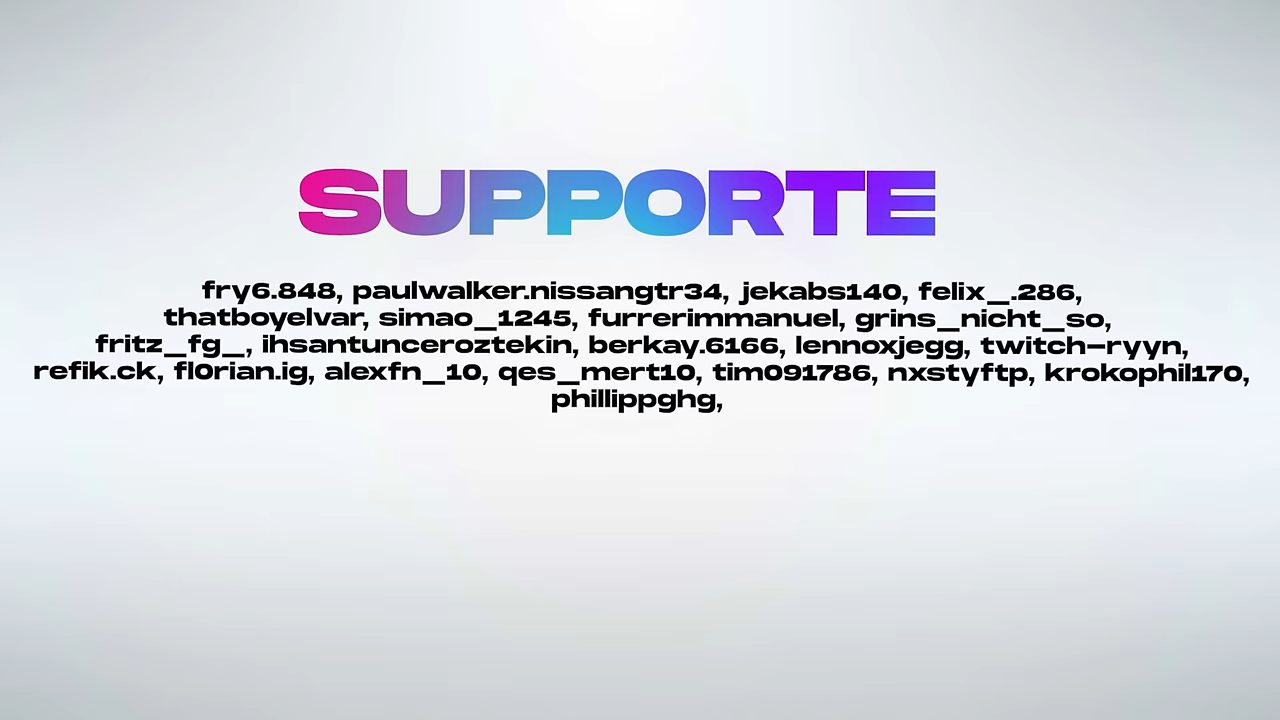 SUPPORTE
fry6.848, paulwalker.nissangtr34, jekabs140, felix__.286,
thatboyelvar, simao_1245, furrerimmanuel, grins_nicht_so,
fritz_fg_, ihsantunceroztekin, berkay.6166, lennoxjegg, twitch-ryyn,
refik.ck, fl0rian.ig, alexfn_10, qes_mert10, tim091786, nxstyftp, krokophil170,
phillippghg,